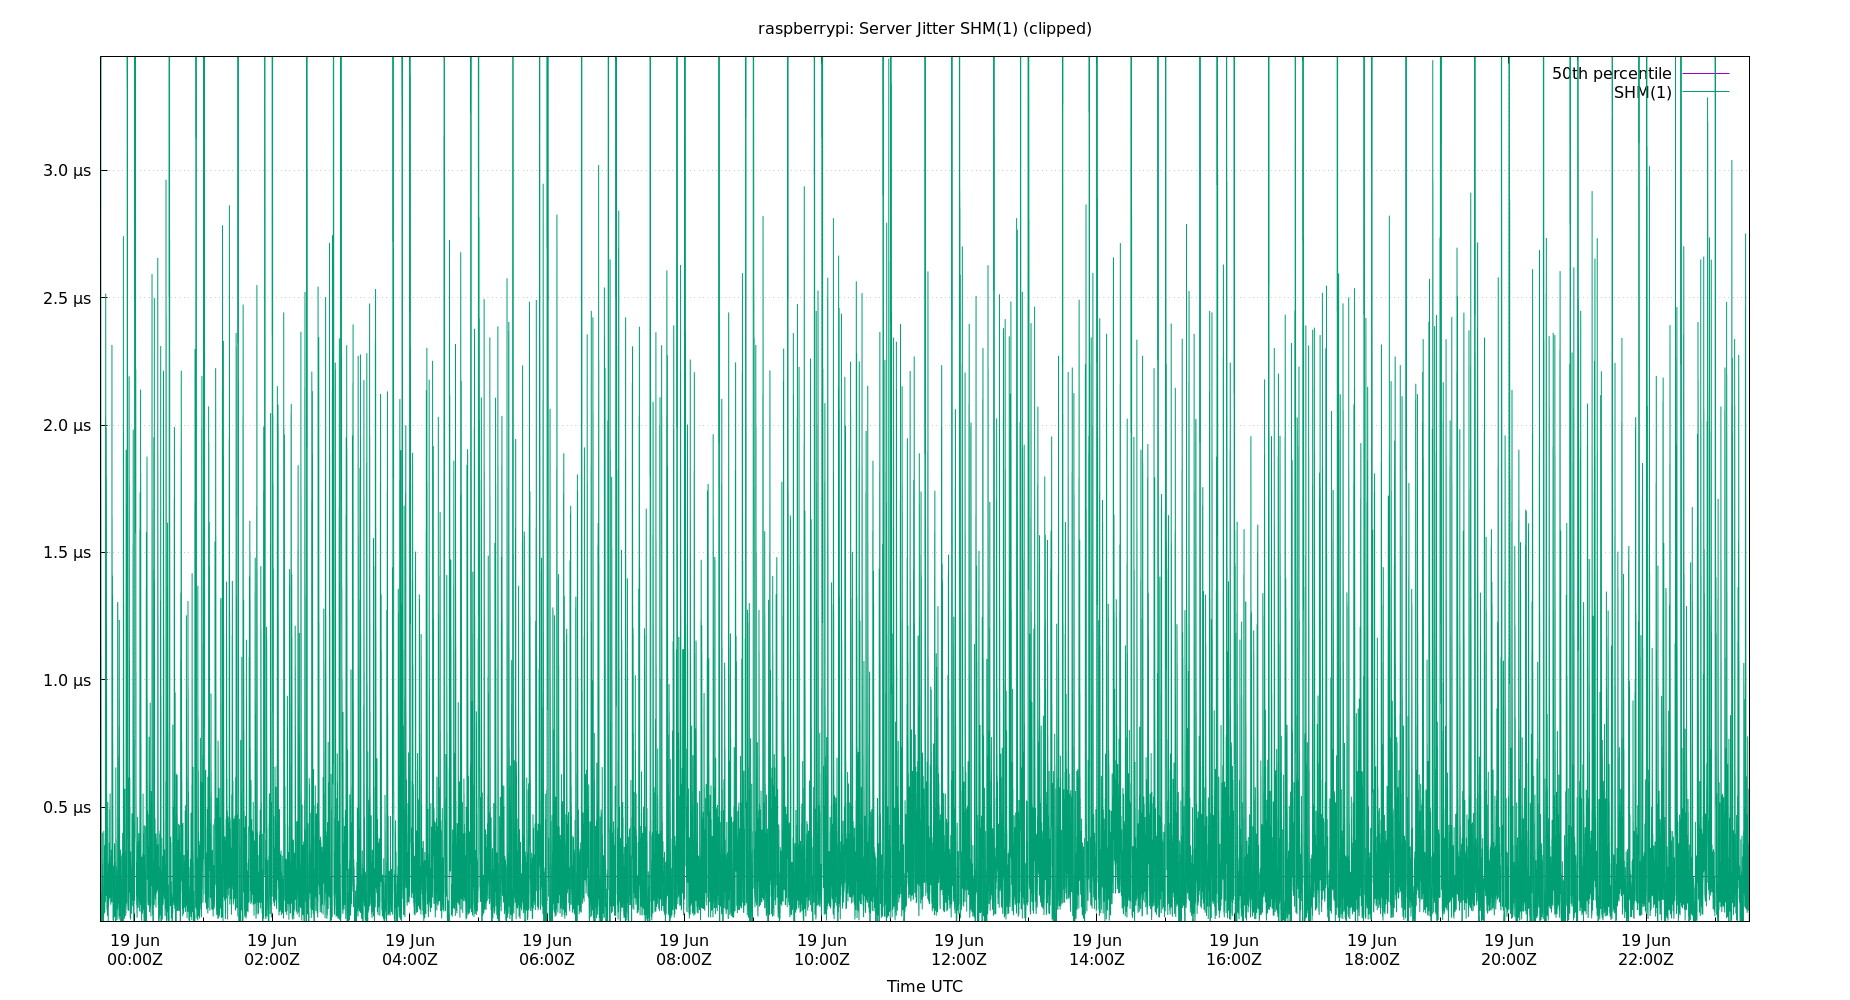 raspberrypi: Server Jitter SHM(1) (clipped)
50th percentile
SHM(1)
3.0 µs
2.5 µs
2.0 µs
1.5 µs
1.0 µs
0.5 µs
19 Jun 19 Jun 19 Jun 19 Jun 19 Jun 19 Jun 19 Jun 19 Jun 19 Jun 19 Jun 19 Jun 19 Jun
00:00Z 02:00Z 04:00Z 06:00Z 08:00Z 10:00Z 12:00Z 14:00Z 16:00Z 18:00Z 20:00Z 22:00Z
Time UTC